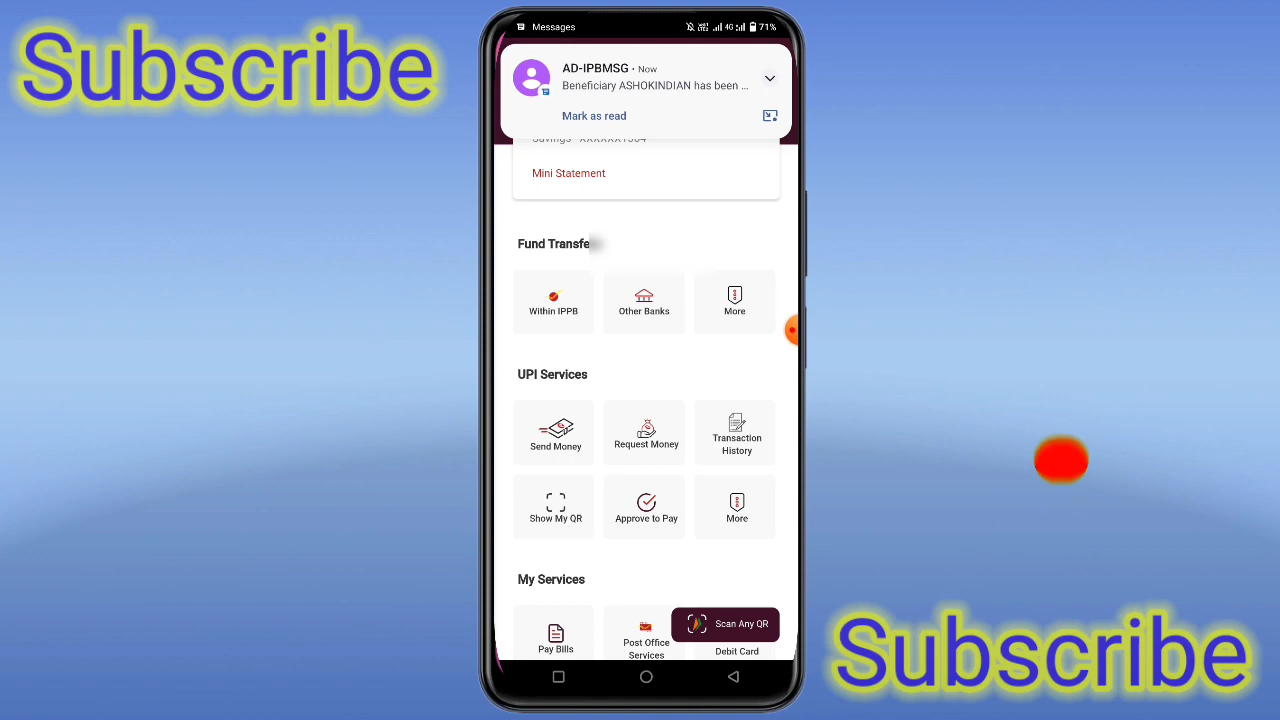 Subscribe
Messages
4G 71%
AD-IPBMSG • Now
Beneficiary ASHOKINDIAN has been ...
Mark as read
Mini Statement
Fund Transfe
Within IPPB
Other Banks
More
UPI Services
Send Money
Request Money
Transaction
History
Show My QR
Approve to Pay
More
My Services
Scan Any QR
Pay Bills
Post Office
Services
Debit Card
Subscribe